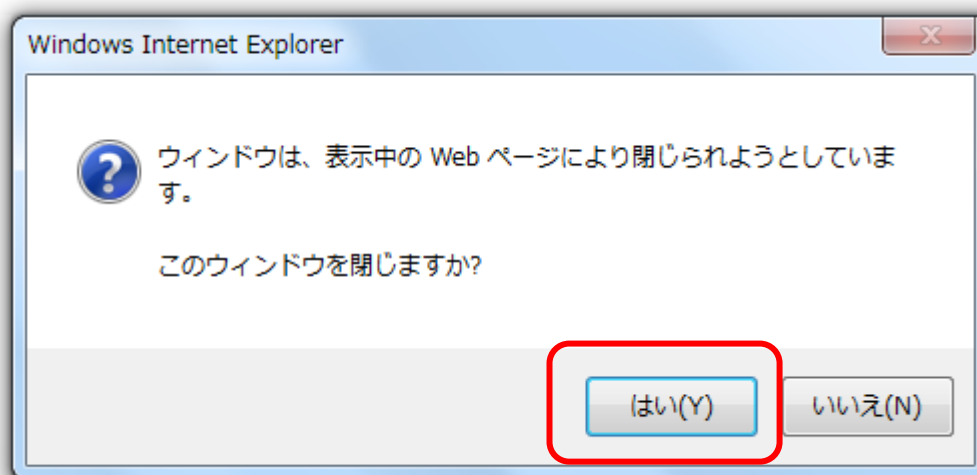 Windows Internet Explorer
ウィンドウは、表示中の Web ページにより閉じられようとしていま
す。
このウィンドウを閉じますか?
はい(Y)
いいえ(N)